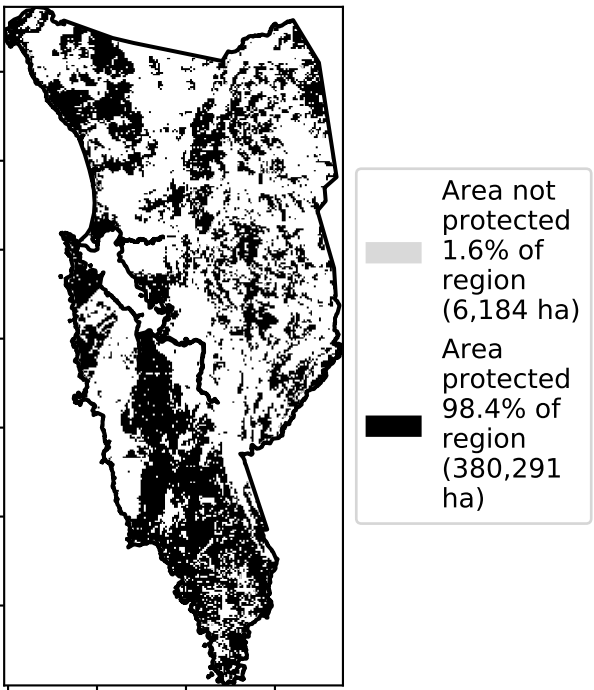 Area not
protected
1.6% of
region
(6,184 ha)
Area
protected
98.4% of
region
(380,291
ha)